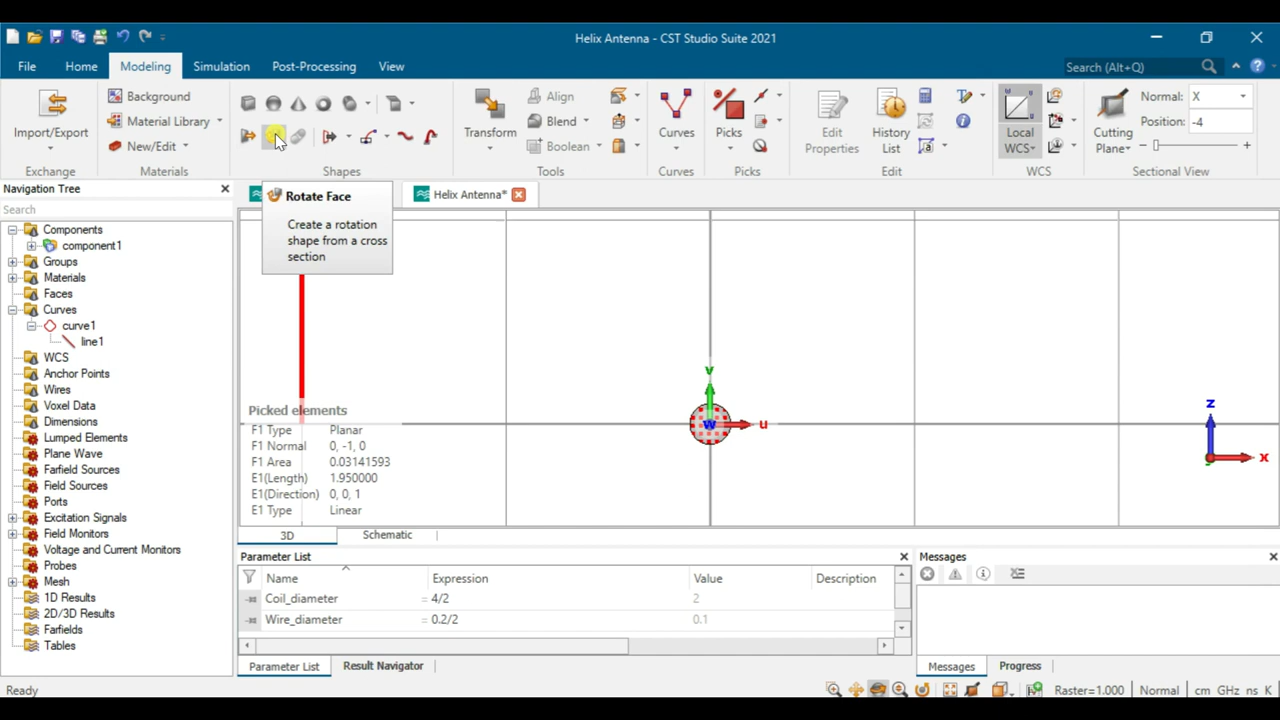 Helix Antenna - CST Studio Suite 2021
File Home Modeling Simulation Post-Processing View Search (Alt+Q)
Import/Export
Exchange
Background
Material Library
New/Edit
Materials
Shapes
Transform
Align
Blend
Boolean
Tools
Curves
Curves
Picks
Picks
Edit Properties
History List
Edit
Local WCS
WCS
Cutting Plane
Normal: X
Position: -4
Sectional View
Navigation Tree
Search
Components
component1
Groups
Materials
Faces
Curves
curve1
line1
WCS
Anchor Points
Wires
Voxel Data
Dimensions
Lumped Elements
Plane Wave
Farfield Sources
Field Sources
Ports
Excitation Signals
Field Monitors
Voltage and Current Monitors
Probes
Mesh
1D Results
2D/3D Results
Farfields
Tables
Helix Antenna*
Rotate Face
Create a rotation
shape from a cross
section
v
w u
z
x
Picked elements
F1 Type Planar
F1 Normal 0, -1, 0
F1 Area 0.03141593
E1(Length) 1.950000
E1(Direction) 0, 0, 1
E1 Type Linear
3D Schematic
Parameter List
Name Expression Value Description
Coil_diameter = 4/2 2
Wire_diameter = 0.2/2 0.1
Parameter List Result Navigator
Messages
Messages Progress
Ready Raster=1.000 Normal cm GHz ns K